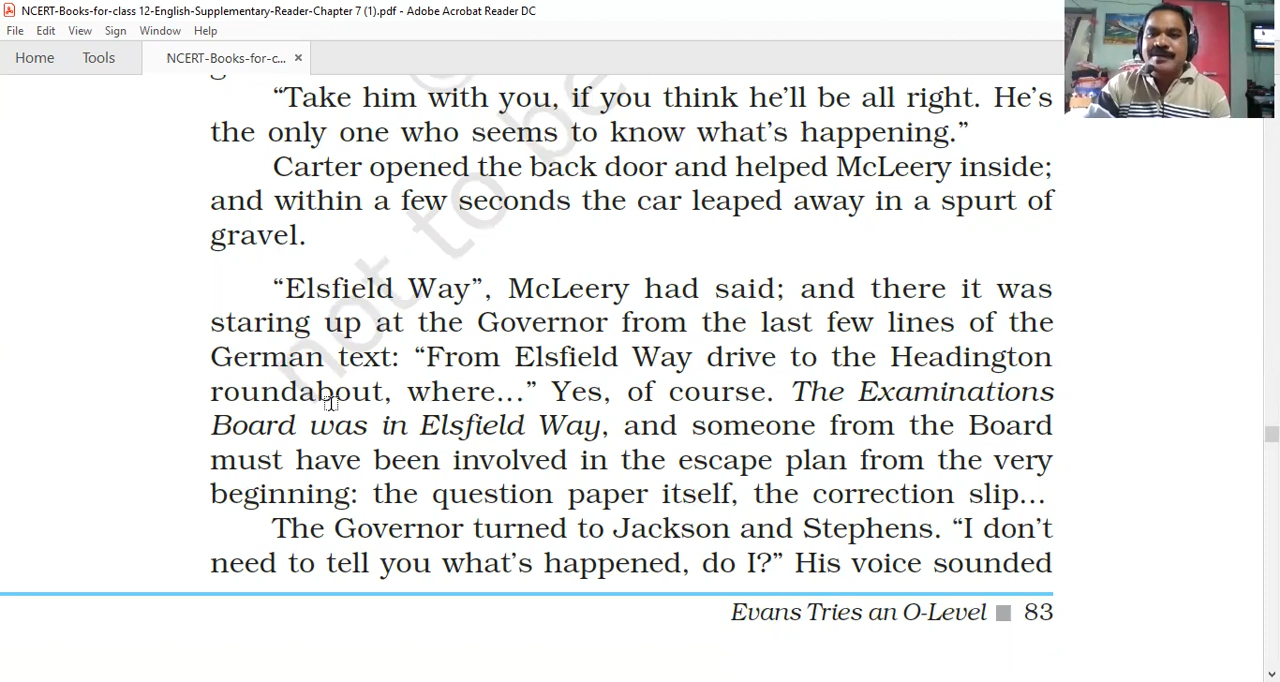 NCERT-Books-for-class 12-English-Supplementary-Reader-Chapter 7 (1).pdf - Adobe Acrobat Reader DC
File Edit View Sign Window Help
Home Tools NCERT-Books-for-c... ×
“Take him with you, if you think he’ll be all right. He’s
the only one who seems to know what’s happening.”
Carter opened the back door and helped McLeery inside;
and within a few seconds the car leaped away in a spurt of
gravel.
“Elsfield Way”, McLeery had said; and there it was
staring up at the Governor from the last few lines of the
German text: “From Elsfield Way drive to the Headington
roundabout, where...” Yes, of course. The Examinations
Board was in Elsfield Way, and someone from the Board
must have been involved in the escape plan from the very
beginning: the question paper itself, the correction slip...
The Governor turned to Jackson and Stephens. “I don’t
need to tell you what’s happened, do I?” His voice sounded
Evans Tries an O-Level ■ 83
not to be